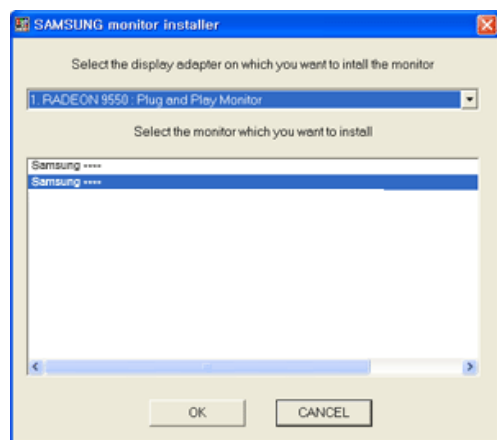 SAMSUNG monitor installer
Select the display adapter on which you want to intall the monitor
1. RADEON 9550 : Plug and Play Monitor
Select the monitor which you want to install
Samsung ----
Samsung ----
OK
CANCEL